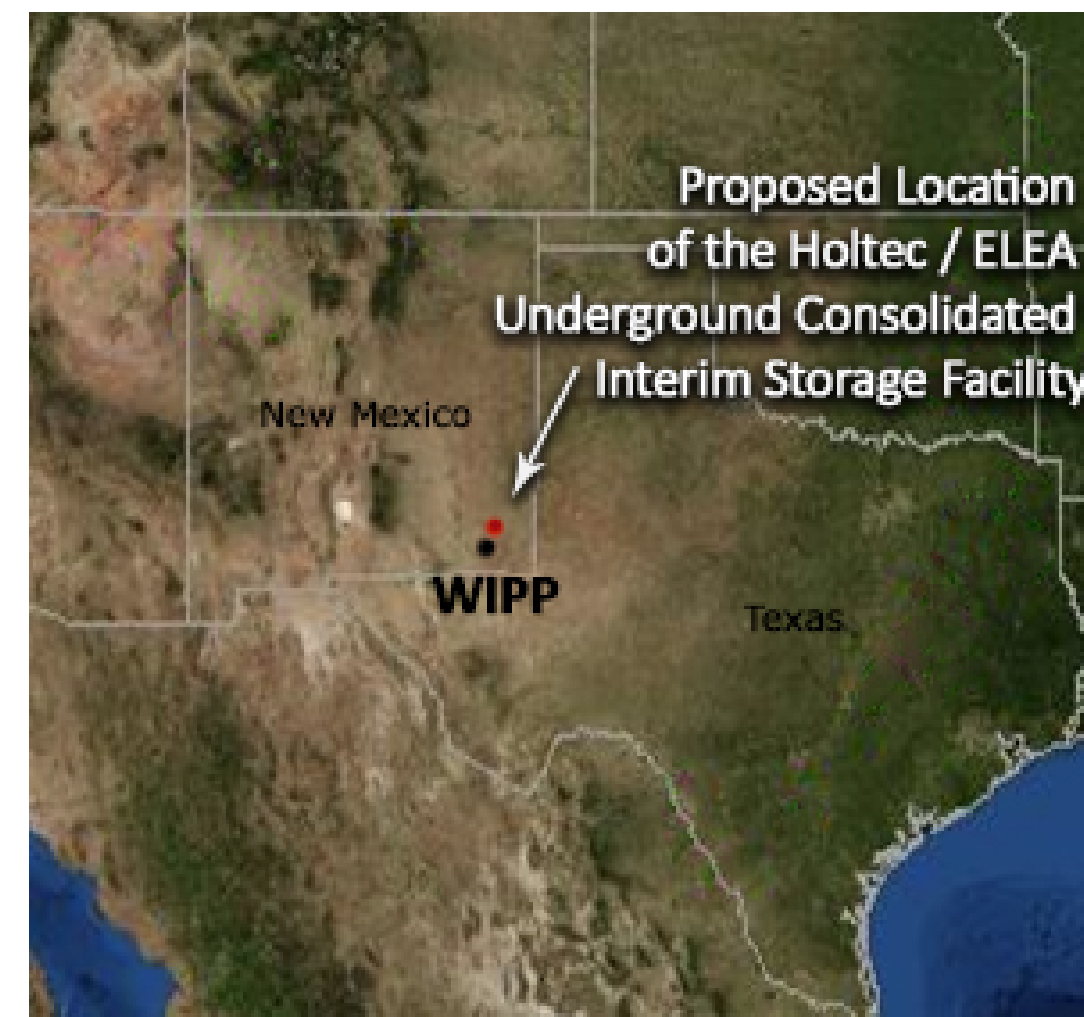 Proposed Location
of the Holtec / ELEA
Underground Consolidated
Interim Storage Facility
New Mexico
WIPP
Texas